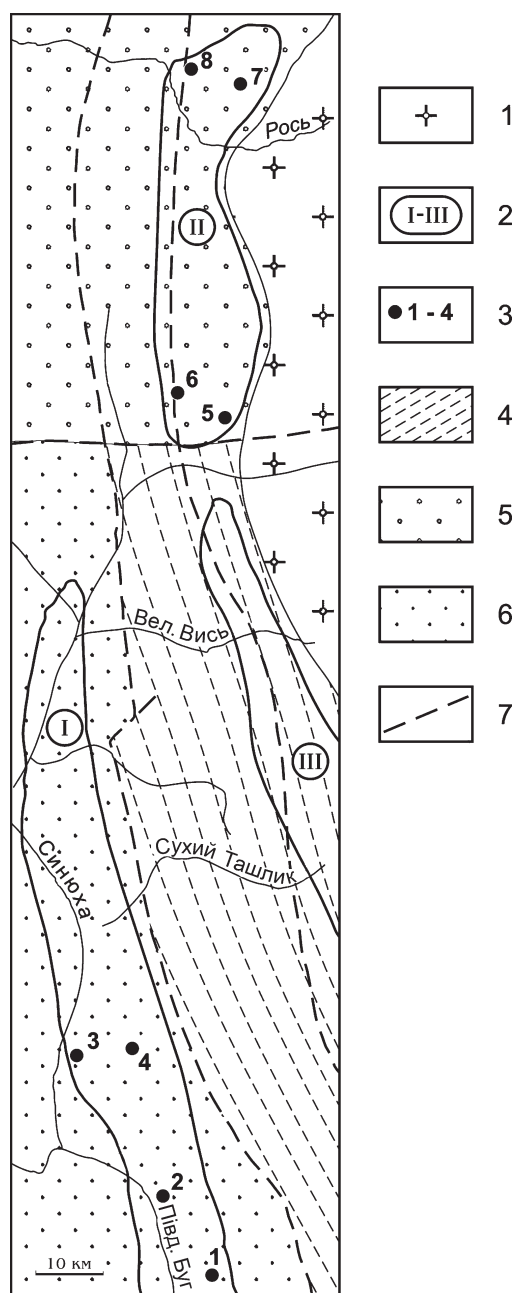 8
7
Рось
II
6
5
Вел. Вись
I
III
Сухий Ташлик
Синюха
3
4
2
Півд. Буг
1
10 км
1
I-III 2
1 - 4 3
4
5
6
7